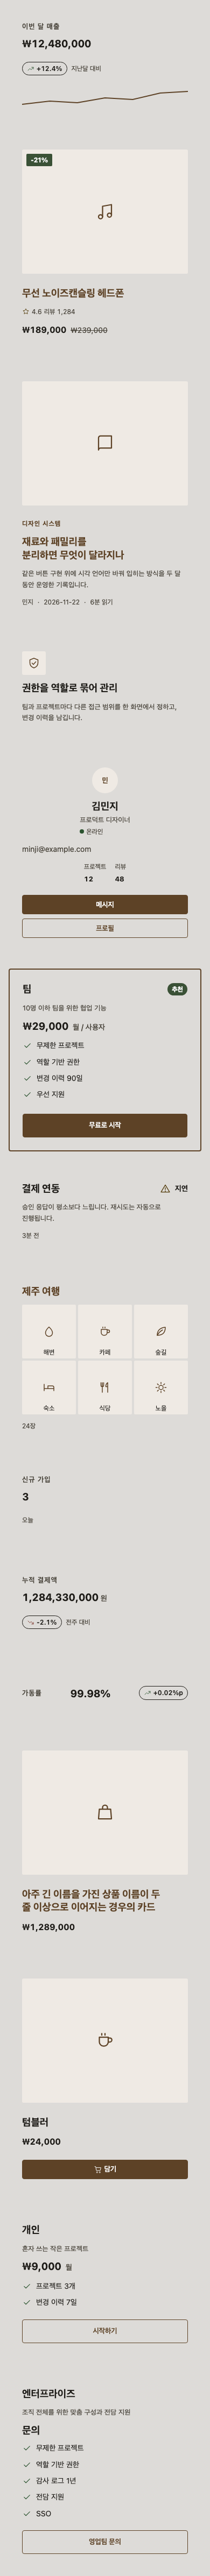 이번 달 매출
₩12,480,000
+12.4% 지난달 대비
-21%
무선 노이즈캔슬링 헤드폰
4.6 리뷰 1,284
₩189,000 ₩239,000
디자인 시스템
재료와 패밀리를
분리하면 무엇이 달라지나
같은 버튼 구현 위에 시각 언어만 바꿔 입히는 방식을 두 달
동안 운영한 기록입니다.
민지 · 2026-11-22 · 6분 읽기
권한을 역할로 묶어 관리
팀과 프로젝트마다 다른 접근 범위를 한 화면에서 정하고,
변경 이력을 남깁니다.
민
김민지
프로덕트 디자이너
온라인
minji@example.com
프로젝트 리뷰
12 48
메시지
프로필
팀 추천
10명 이하 팀을 위한 협업 기능
₩29,000 월 / 사용자
무제한 프로젝트
역할 기반 권한
변경 이력 90일
우선 지원
무료로 시작
결제 연동 지연
승인 응답이 평소보다 느립니다. 재시도는 자동으로
진행됩니다.
3분 전
제주 여행
해변 카페 숲길
숙소 식당 노을
24장
신규 가입
3
오늘
누적 결제액
1,284,330,000 원
-2.1% 전주 대비
가동률 99.98% +0.02%p
아주 긴 이름을 가진 상품 이름이 두
줄 이상으로 이어지는 경우의 카드
₩1,289,000
텀블러
₩24,000
담기
개인
혼자 쓰는 작은 프로젝트
₩9,000 월
프로젝트 3개
변경 이력 7일
시작하기
엔터프라이즈
조직 전체를 위한 맞춤 구성과 전담 지원
문의
무제한 프로젝트
역할 기반 권한
감사 로그 1년
전담 지원
SSO
영업팀 문의